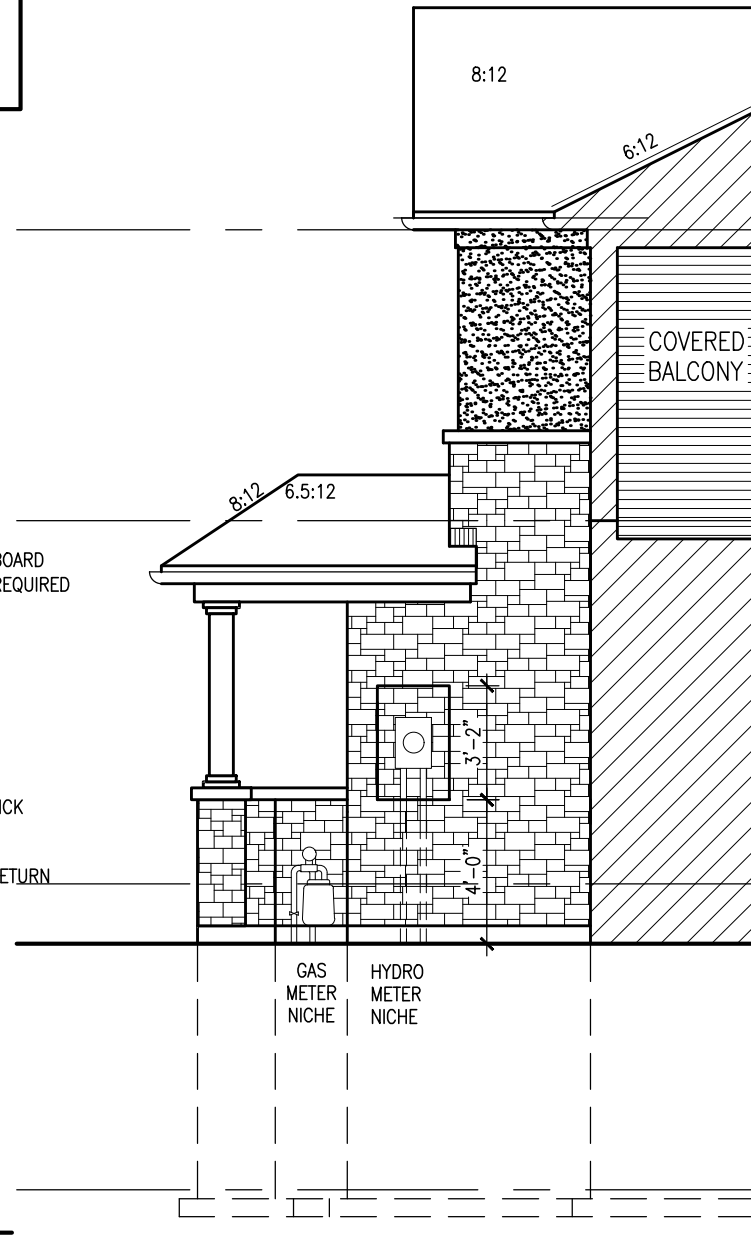 8:12
6:12
COVERED
BALCONY
8:12
6.5:12
BOARD
REQUIRED
3'-2"
ICK
4'-0"
ETURN
GAS
METER
NICHE
HYDRO
METER
NICHE